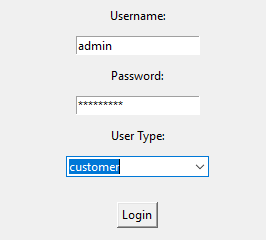 Username:
admin
Password:
*********
User Type:
customer
Login